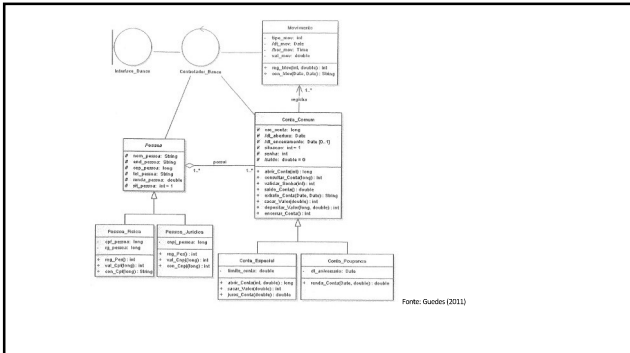 Movimento
- tipo_mov: int
- dt_mov: Date
- hor_mov: Time
- val_mov: double
+ reg_Mov(int, double): int
+ con_Mov(Date, Date): String
Interface_Banco
Controlador_Banco
1..*
registra
Conta_Comum
# nro_conta: long
# dt_abertura: Date
# dt_encerramento: Date [0..1]
# situacao: int = 1
# senha: int
# saldo: double = 0
+ abrir_Conta(int): long
+ consultar_Conta(long): int
+ validar_Senha(int): int
+ saldo_Conta(): double
+ extrato_Conta(Date, Date): String
+ sacar_Valor(double): int
+ depositar_Valor(long, double): int
+ encerrar_Conta(): int
Pessoa
# nom_pessoa: String
# end_pessoa: String
# cep_pessoa: long
# tel_pessoa: String
# renda_pessoa: double
# sit_pessoa: int = 1
possui
1..*
1..*
Pessoa_Fisica
- cpf_pessoa: long
- rg_pessoa: long
+ reg_Pes(): int
+ val_Cpf(long): int
+ con_Cpf(long): String
Pessoa_Juridica
- cnpj_pessoa: long
+ reg_Pes(): int
+ val_Cnpj(long): int
+ con_Cnpj(long): int
Conta_Especial
- limite_conta: double
+ abrir_Conta(int, double): long
+ sacar_Valor(double): int
+ juros_Conta(double): double
Conta_Poupanca
- dt_aniversario: Date
+ renda_Conta(Date, double): double
Fonte: Guedes (2011)